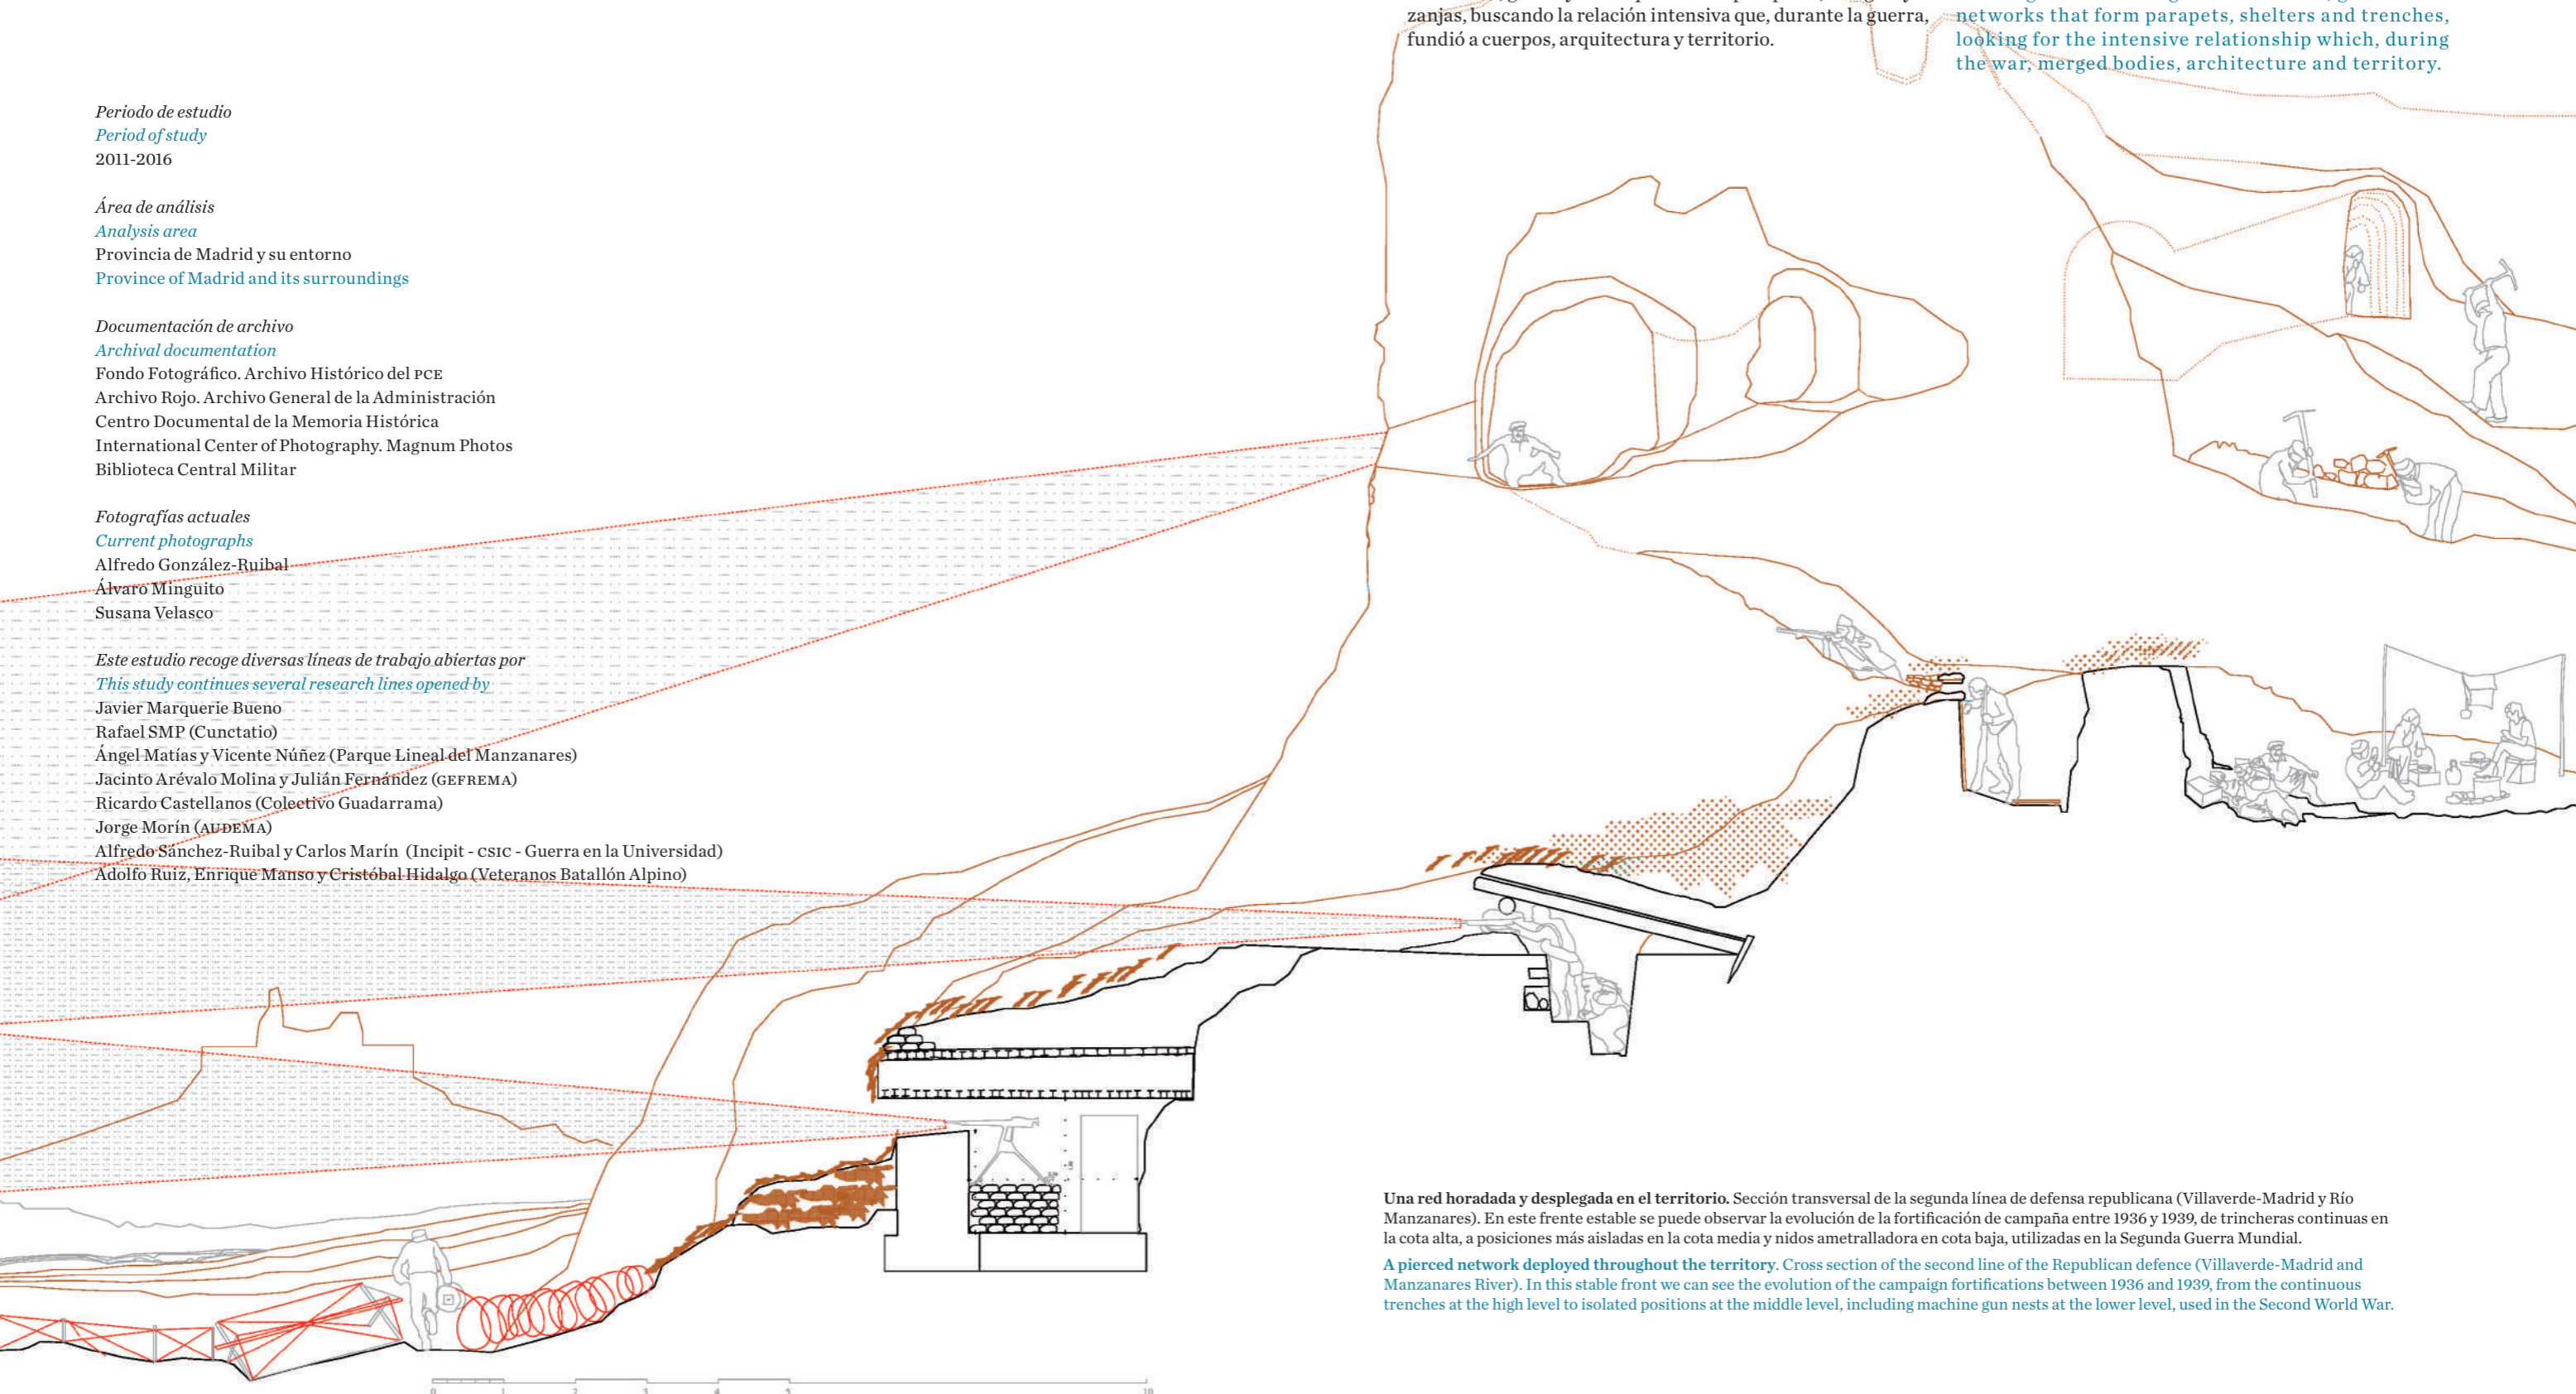 zanjas, buscando la relación intensiva que, durante la guerra,
fundió a cuerpos, arquitectura y territorio.
networks that form parapets, shelters and trenches,
looking for the intensive relationship which, during
the war, merged bodies, architecture and territory.
Periodo de estudio
Period of study
2011-2016
Área de análisis
Analysis area
Provincia de Madrid y su entorno
Province of Madrid and its surroundings
Documentación de archivo
Archival documentation
Fondo Fotográfico. Archivo Histórico del PCE
Archivo Rojo. Archivo General de la Administración
Centro Documental de la Memoria Histórica
International Center of Photography. Magnum Photos
Biblioteca Central Militar
Fotografías actuales
Current photographs
Alfredo González-Ruibal
Álvaro Minguito
Susana Velasco
Este estudio recoge diversas líneas de trabajo abiertas por
This study continues several research lines opened by
Javier Marquerie Bueno
Rafael SMP (Cunctatio)
Ángel Matías y Vicente Núñez (Parque Lineal del Manzanares)
Jacinto Arévalo Molina y Julián Fernández (GEFREMA)
Ricardo Castellanos (Colectivo Guadarrama)
Jorge Morín (AUDEMA)
Alfredo Sánchez-Ruibal y Carlos Marín (Incipit - CSIC - Guerra en la Universidad)
Adolfo Ruiz, Enrique Manso y Cristóbal Hidalgo (Veteranos Batallón Alpino)
Una red horadada y desplegada en el territorio. Sección transversal de la segunda línea de defensa republicana (Villaverde-Madrid y Río
Manzanares). En este frente estable se puede observar la evolución de la fortificación de campaña entre 1936 y 1939, de trincheras continuas en
la cota alta, a posiciones más aisladas en la cota media y nidos ametralladora en cota baja, utilizadas en la Segunda Guerra Mundial.
A pierced network deployed throughout the territory. Cross section of the second line of the Republican defence (Villaverde-Madrid and
Manzanares River). In this stable front we can see the evolution of the campaign fortifications between 1936 and 1939, from the continuous
trenches at the high level to isolated positions at the middle level, including machine gun nests at the lower level, used in the Second World War.
0 1 2 3 4 5 10